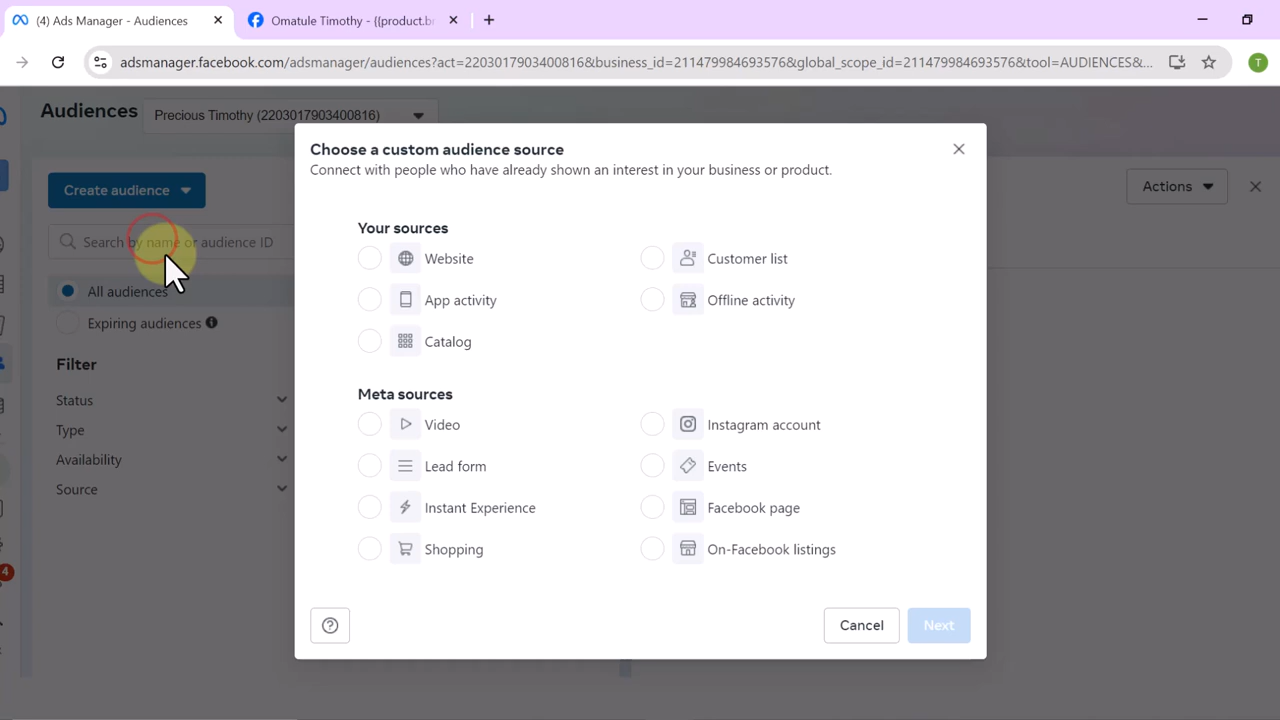 (4) Ads Manager - Audiences
Omatule Timothy - {{product.br
adsmanager.facebook.com/adsmanager/audiences?act=2203017903400816&business_id=211479984693576&global_scope_id=211479984693576&tool=AUDIENCES&...
T
Audiences
Precious Timothy (2203017903400816)
Choose a custom audience source
Connect with people who have already shown an interest in your business or product.
Create audience
Actions
Search by name or audience ID
All audiences
Expiring audiences
Filter
Status
Type
Availability
Source
4
Your sources
Website
Customer list
App activity
Offline activity
Catalog
Meta sources
Video
Instagram account
Lead form
Events
Instant Experience
Facebook page
Shopping
On-Facebook listings
Cancel
Next